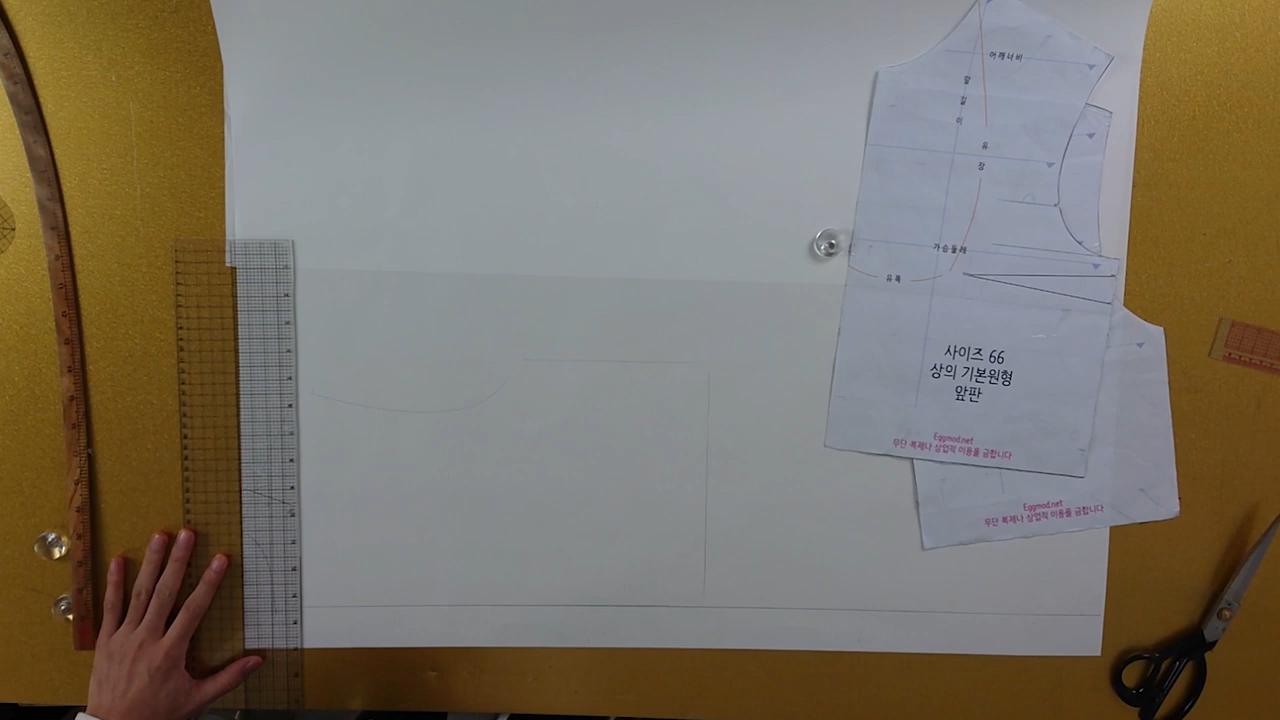 어깨너비
팔
길
이
유
장
가슴둘레
유폭
사이즈 66
상의 기본원형
앞판
Eggmod.net
무단 복제나 상업적 이용을 금합니다
Eggmod.net
무단 복제나 상업적 이용을 금합니다